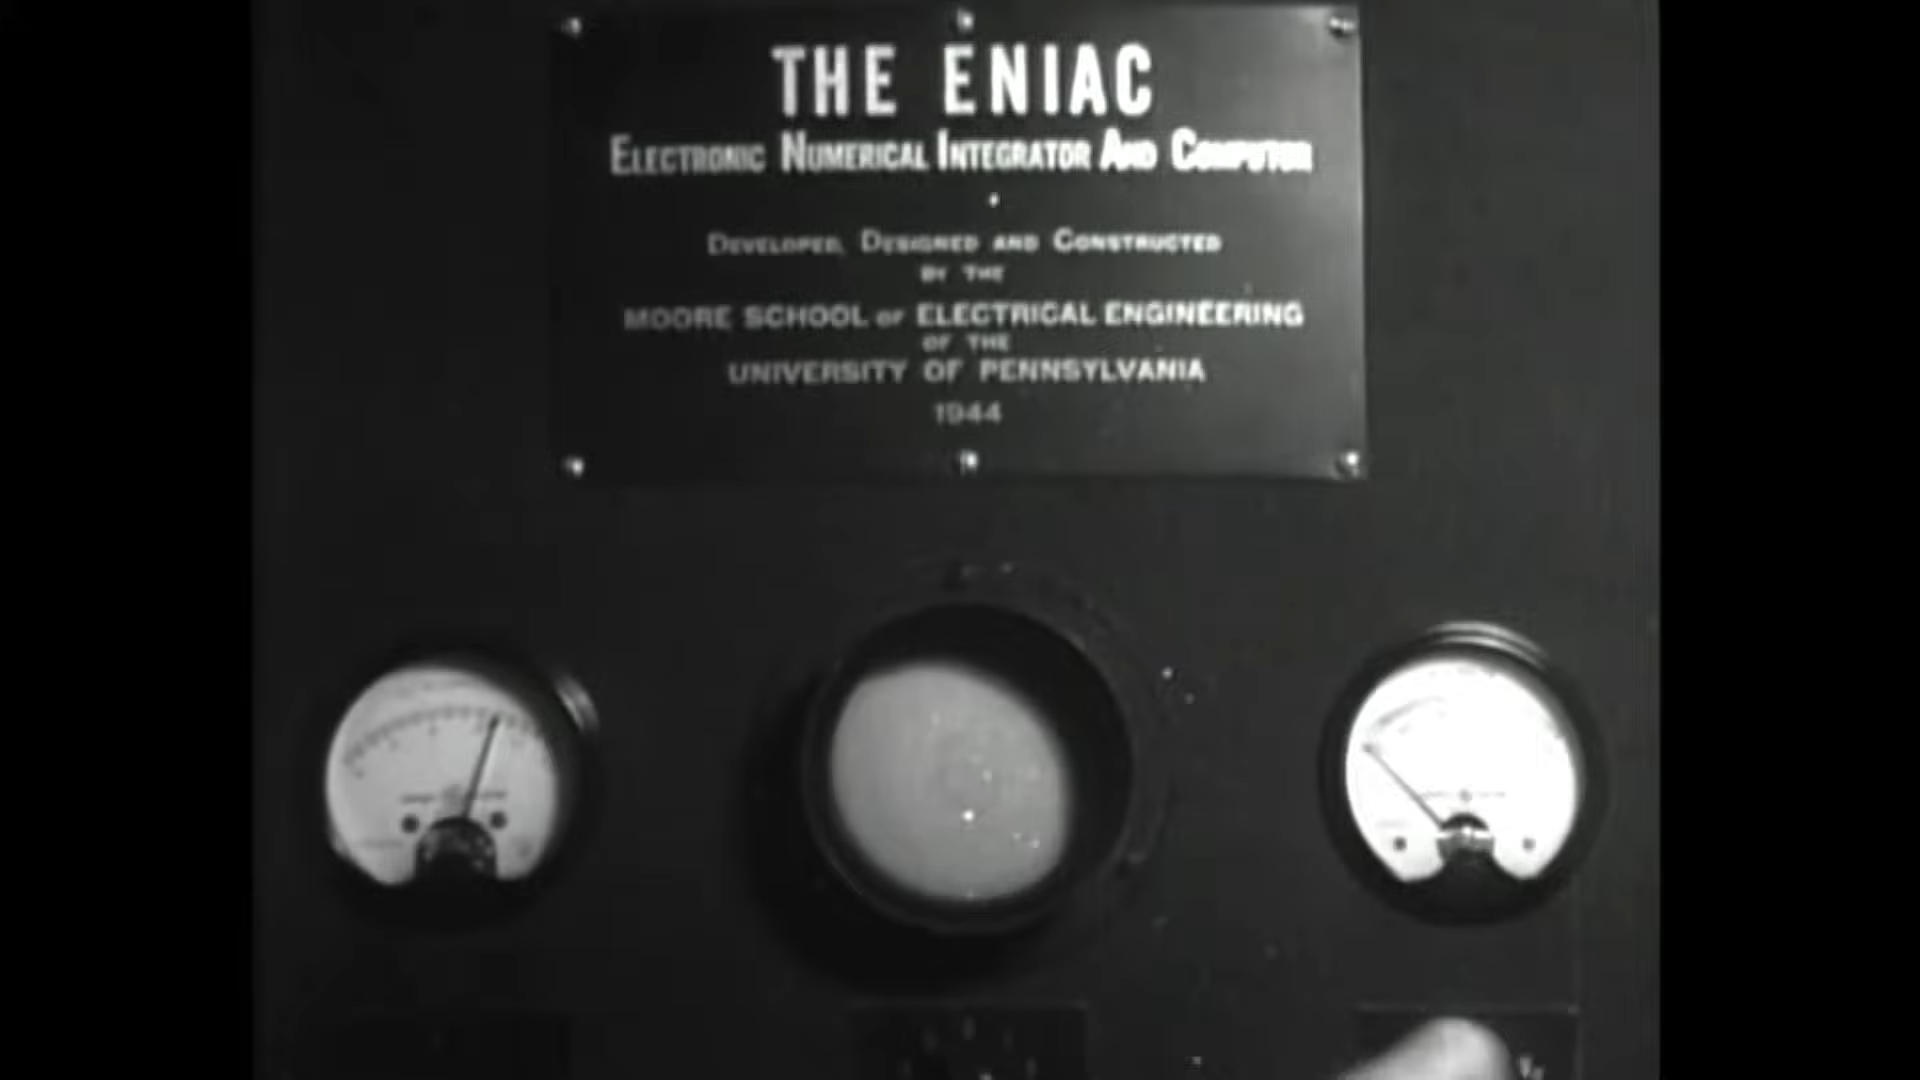 THE ENIAC
ELECTRONIC NUMERICAL INTEGRATOR AND COMPUTOR
DEVELOPED, DESIGNED AND CONSTRUCTED
BY THE
MOORE SCHOOL OF ELECTRICAL ENGINEERING
OF THE
UNIVERSITY OF PENNSYLVANIA
1944